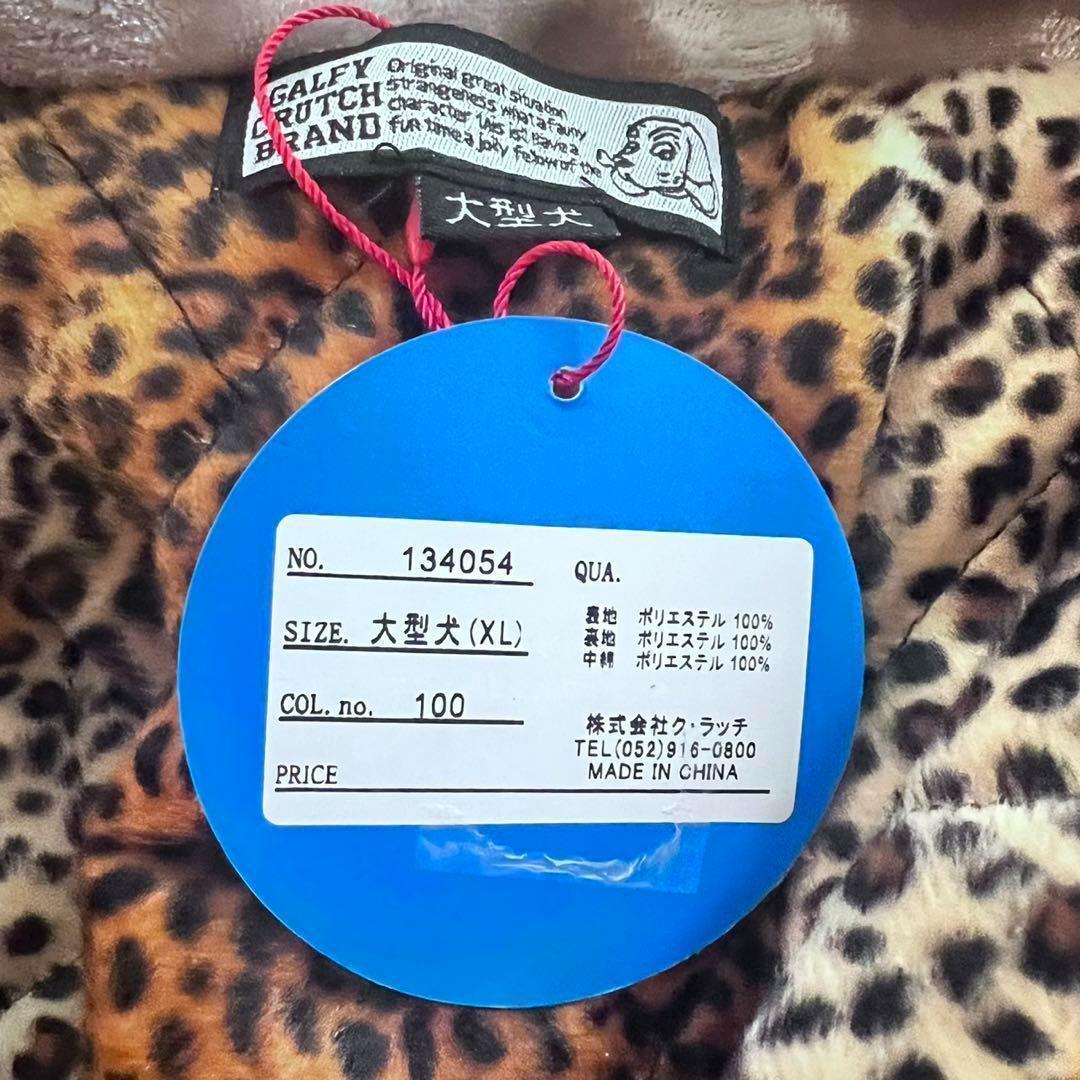 GALFY
CRUTCH
BRAND
Original great situation
strangeness what a funny
character
fun time a jolly fellow of the
大型犬
NO. 134054
SIZE. 大型犬(XL)
COL. no. 100
PRICE
QUA.
表地 ポリエステル 100%
裏地 ポリエステル 100%
中綿 ポリエステル 100%
株式会社ク・ラッチ
TEL(052)916-0800
MADE IN CHINA